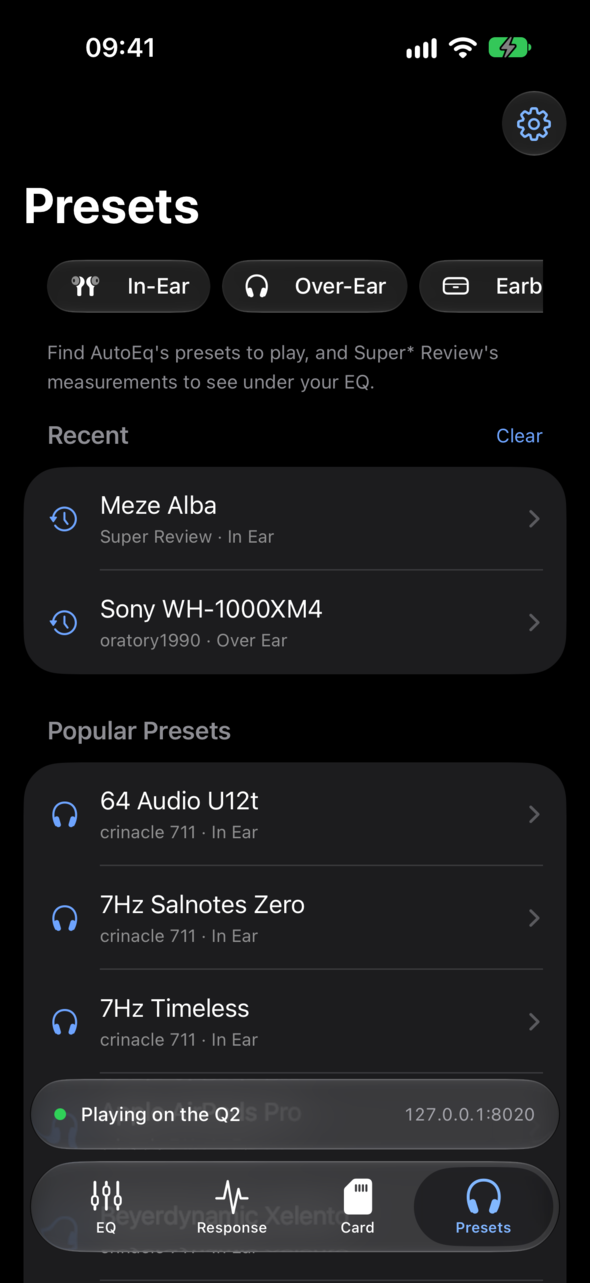 09:41
Presets
In-Ear
Over-Ear
Earb
Find AutoEq's presets to play, and Super* Review's
measurements to see under your EQ.
Recent
Clear
Meze Alba
Super Review · In Ear
Sony WH-1000XM4
oratory1990 · Over Ear
Popular Presets
64 Audio U12t
crinacle 711 · In Ear
7Hz Salnotes Zero
crinacle 711 · In Ear
7Hz Timeless
crinacle 711 · In Ear
Playing on the Q2
127.0.0.1:8020
Beyerdynamic Xelento
EQ
Response
Card
Presets